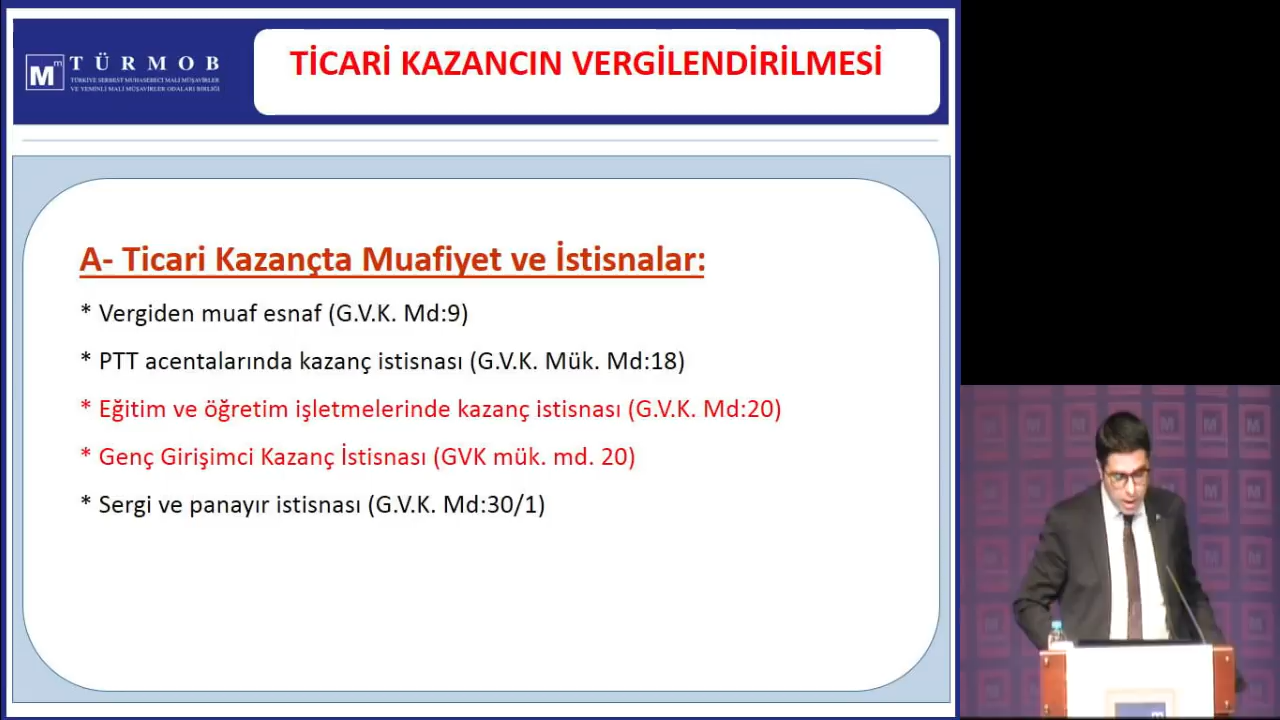 TÜRMOB
TÜRKİYE SERBEST MUHASEBECİ MALİ MÜŞAVİRLER
VE YEMİNLİ MALİ MÜŞAVİRLER ODALARI BİRLİĞİ
TİCARİ KAZANCIN VERGİLENDİRİLMESİ
A- Ticari Kazançta Muafiyet ve İstisnalar:
* Vergiden muaf esnaf (G.V.K. Md:9)
* PTT acentalarında kazanç istisnası (G.V.K. Mük. Md:18)
* Eğitim ve öğretim işletmelerinde kazanç istisnası (G.V.K. Md:20)
* Genç Girişimci Kazanç İstisnası (GVK mük. md. 20)
* Sergi ve panayır istisnası (G.V.K. Md:30/1)